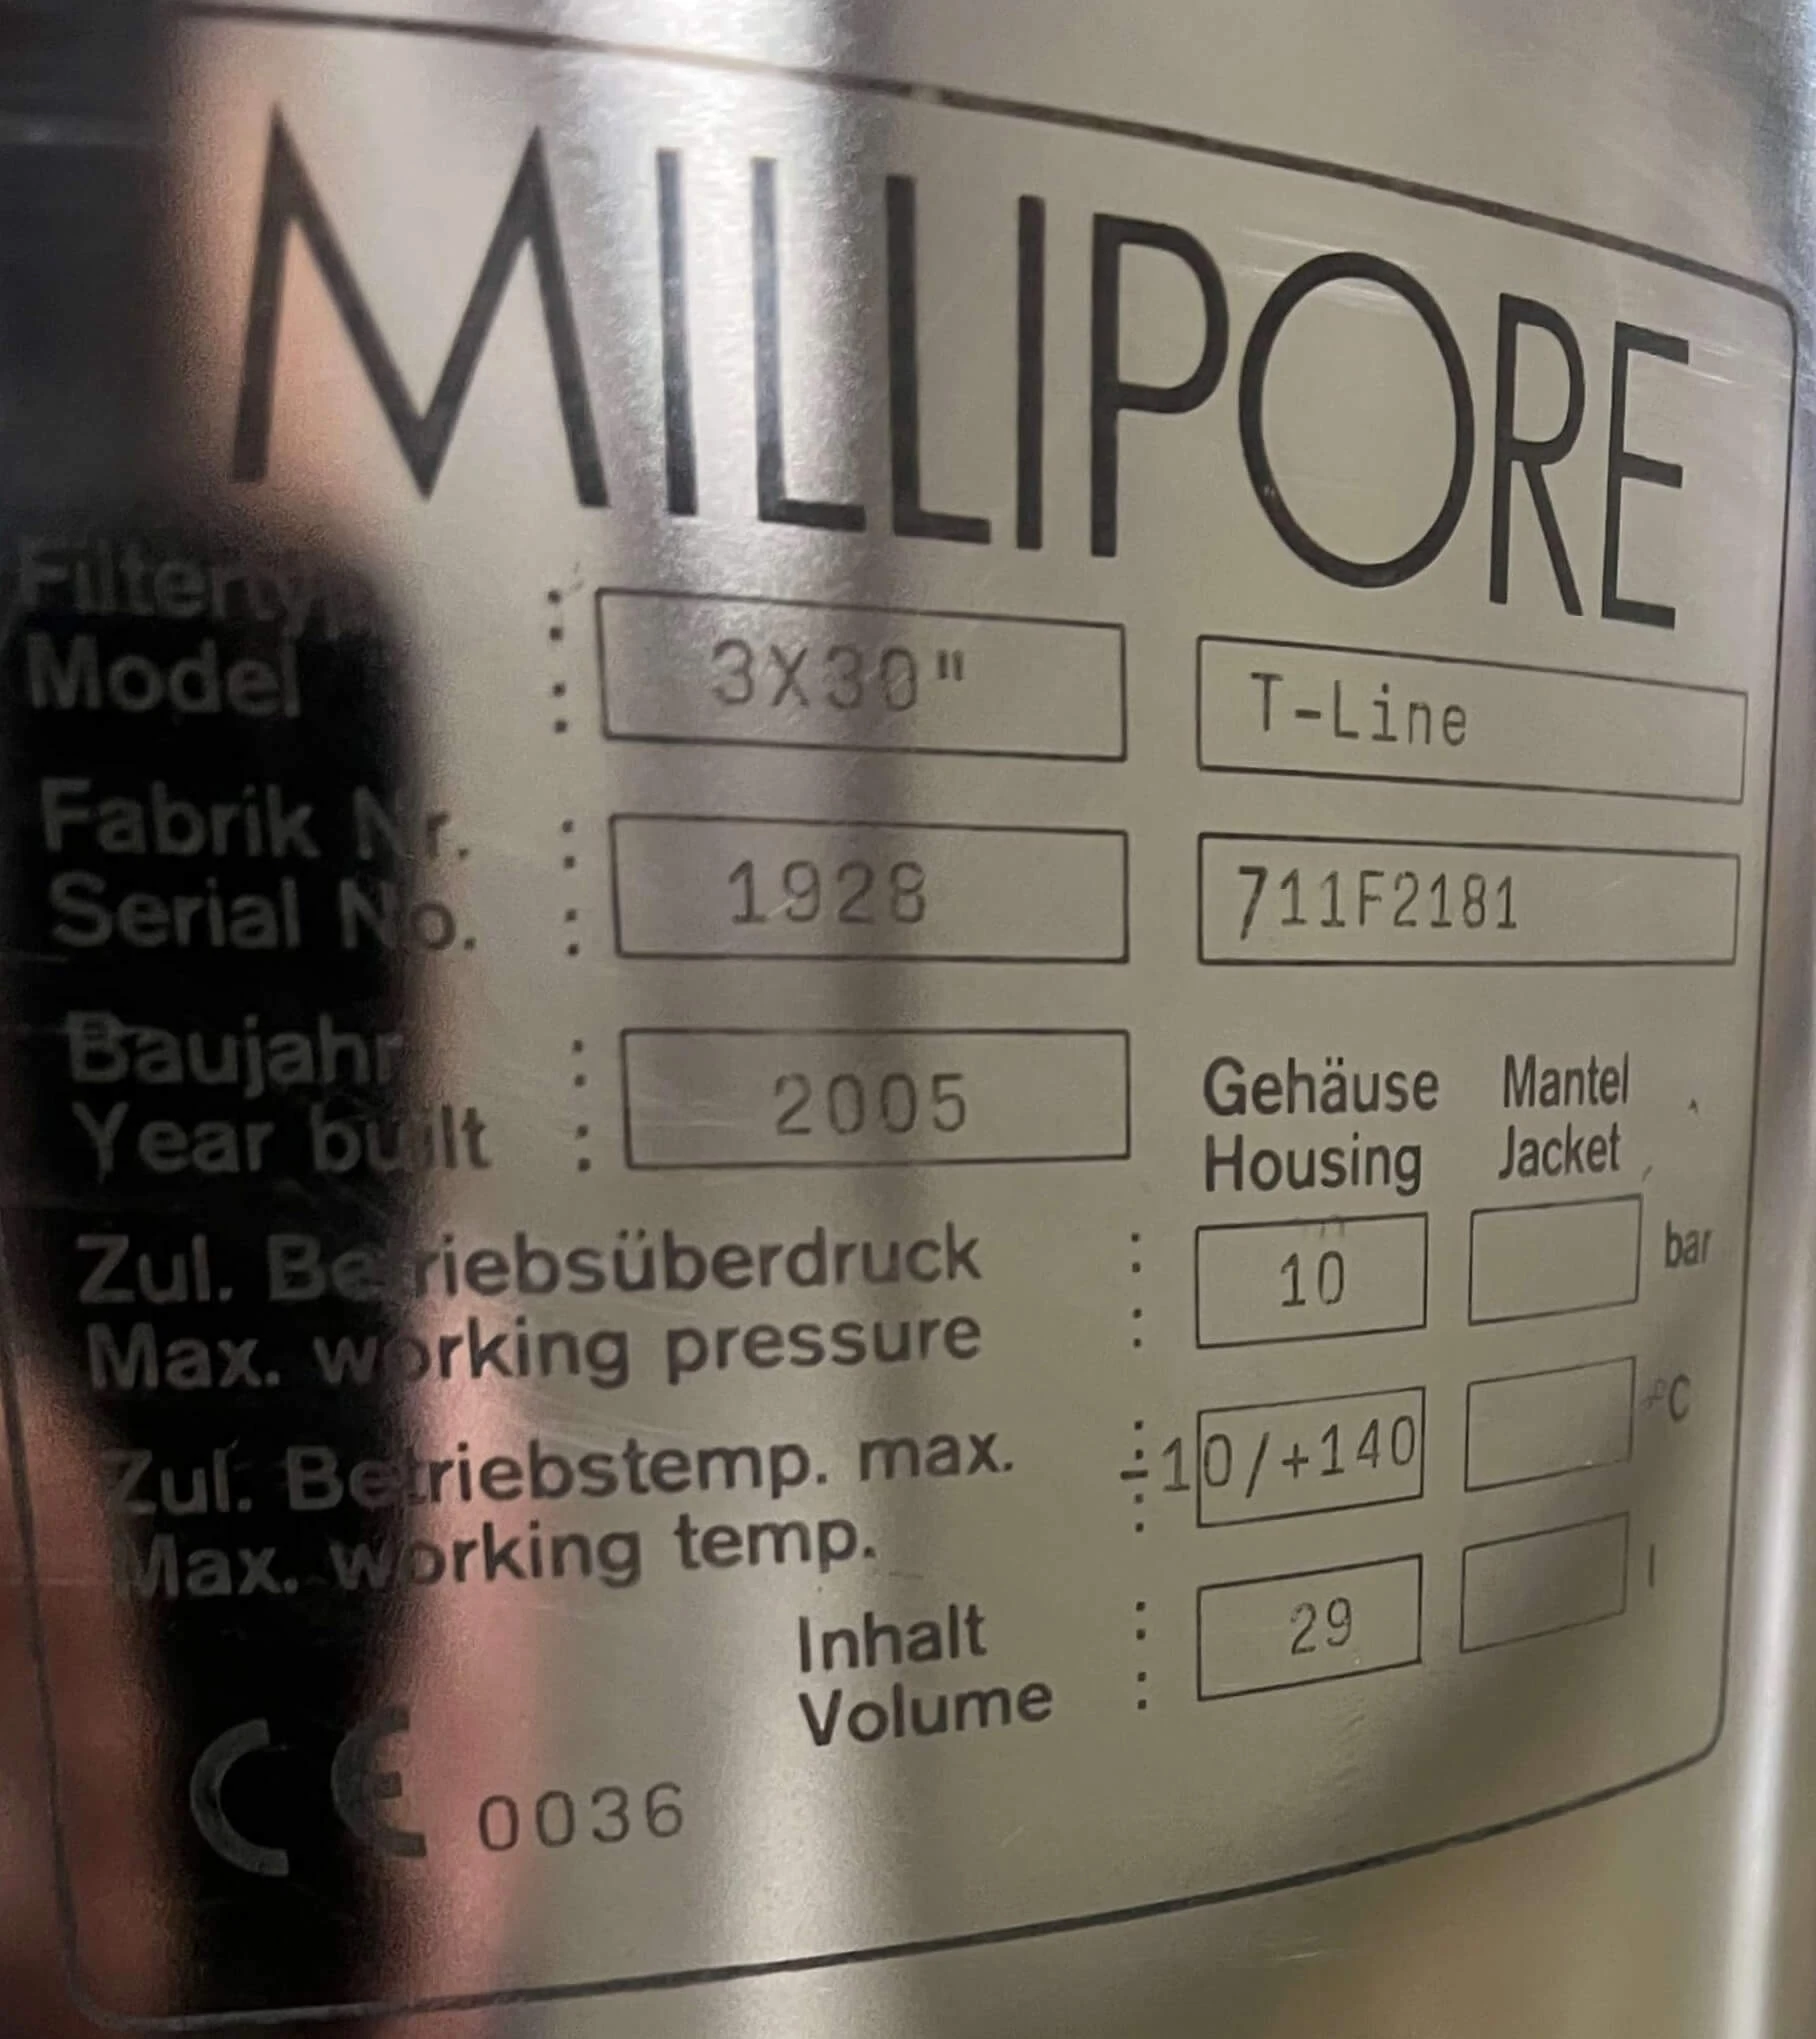 MILLIPORE
Filterty
Model : : 3X30" T-Line
Fabrik Nr. :
Serial No. : 1928 711F2181
Baujahr :
Year built : 2005
Gehäuse Mantel
Housing Jacket
Zul. Betriebsüberdruck :
Max. working pressure : 10 bar
Zul. Betriebstemp. max. : -10/+140 °C
Max. working temp. :
Inhalt :
Volume : 29 l
CE 0036